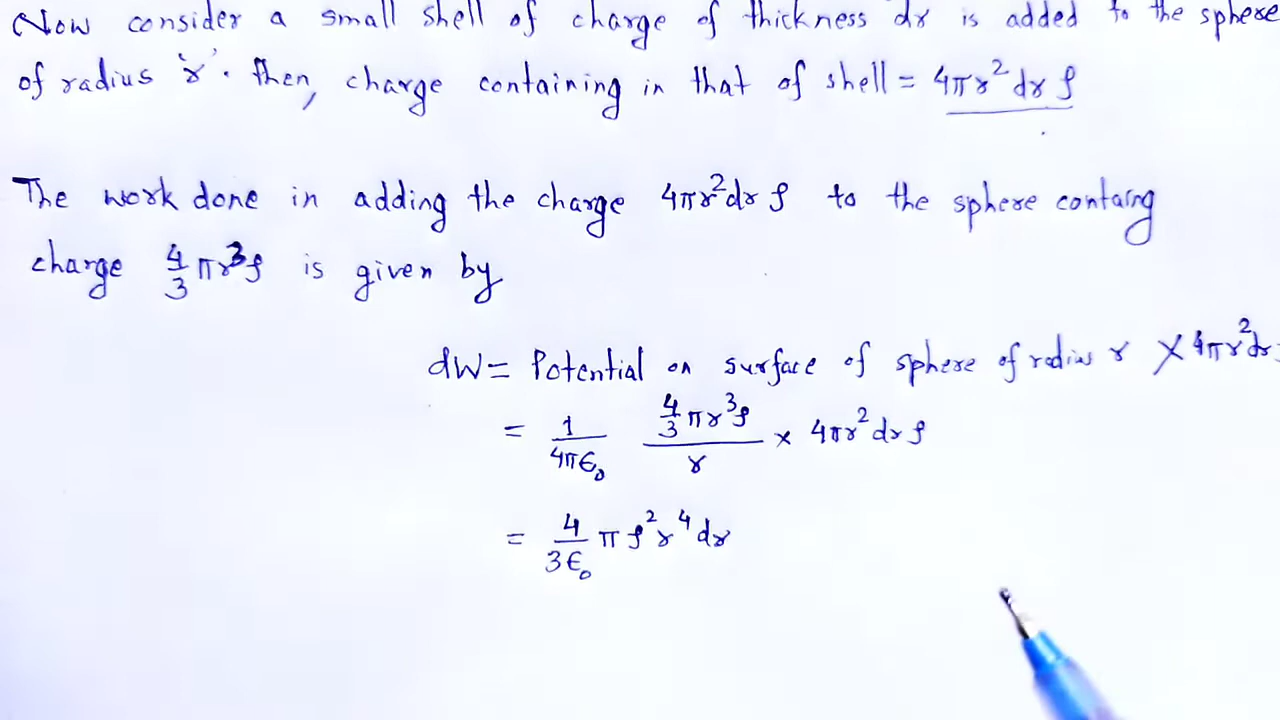 Now consider a small shell of charge of thickness dr is added to the sphere
of radius 'r'. then, charge containing in that of shell = 4πr²dr ρ
The work done in adding the charge 4πr²dr ρ to the sphere containg
charge 4/3 πr³ρ is given by
dW = Potential on surface of sphere of radius r × 4πr²dr
= 1/4πϵ₀ (4/3 πr³ρ)/r × 4πr²dr ρ
= 4/3ϵ₀ π ρ²r⁴dr